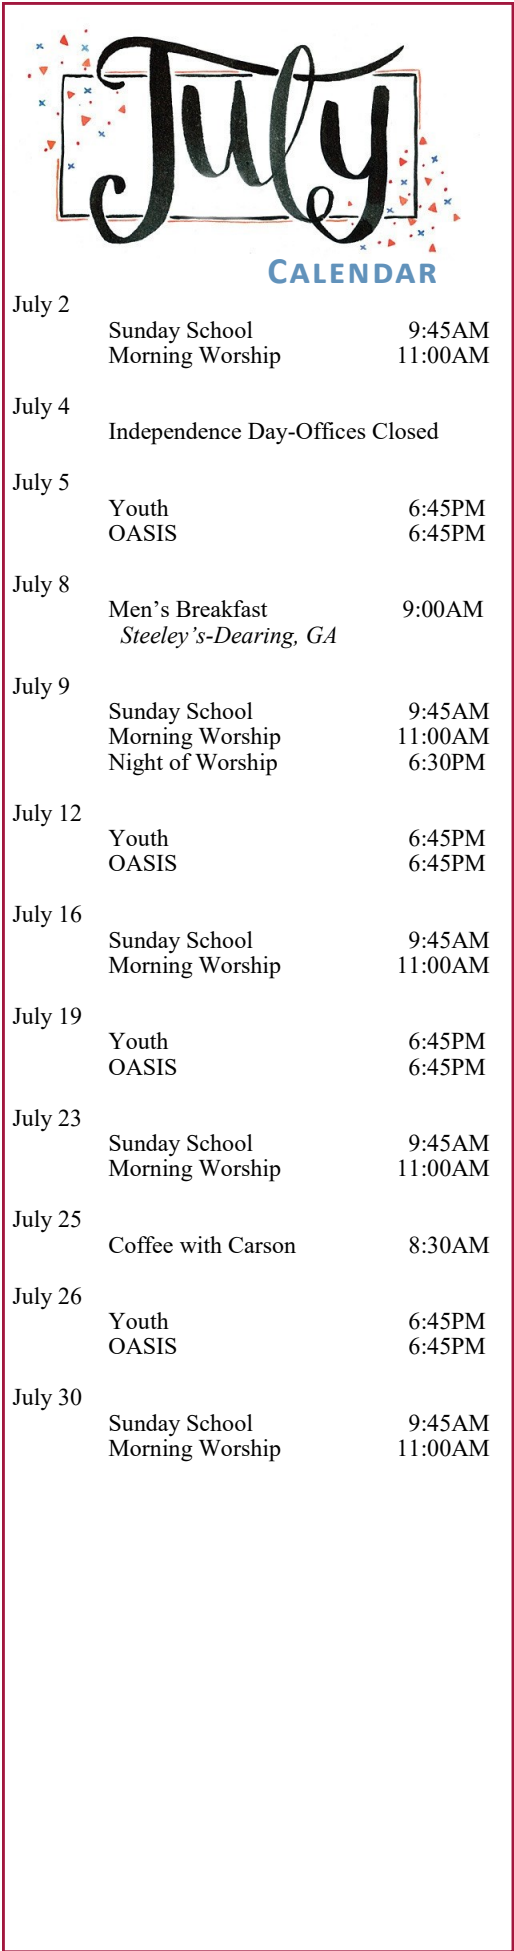 July
CALENDAR
July 2
Sunday School 9:45AM
Morning Worship 11:00AM
July 4
Independence Day-Offices Closed
July 5
Youth 6:45PM
OASIS 6:45PM
July 8
Men’s Breakfast 9:00AM
Steeley’s-Dearing, GA
July 9
Sunday School 9:45AM
Morning Worship 11:00AM
Night of Worship 6:30PM
July 12
Youth 6:45PM
OASIS 6:45PM
July 16
Sunday School 9:45AM
Morning Worship 11:00AM
July 19
Youth 6:45PM
OASIS 6:45PM
July 23
Sunday School 9:45AM
Morning Worship 11:00AM
July 25
Coffee with Carson 8:30AM
July 26
Youth 6:45PM
OASIS 6:45PM
July 30
Sunday School 9:45AM
Morning Worship 11:00AM